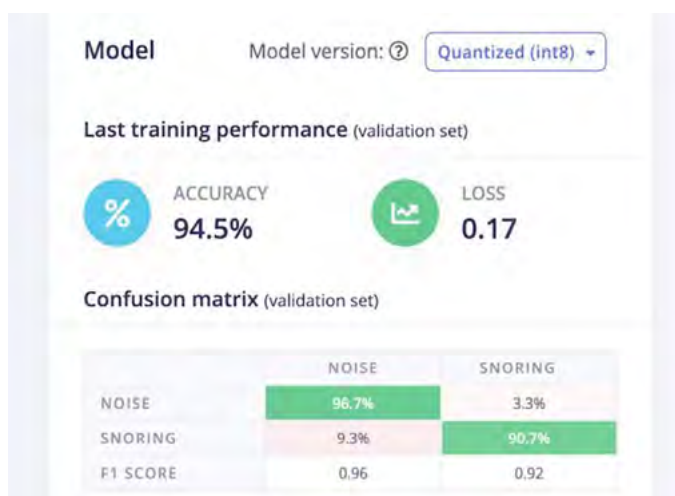 Model Model version: ? Quantized (int8)
Last training performance (validation set)
% ACCURACY LOSS
94.5% 0.17
Confusion matrix (validation set)
NOISE SNORING
NOISE 96.7% 3.3%
SNORING 9.3% 90.7%
F1 SCORE 0.96 0.92